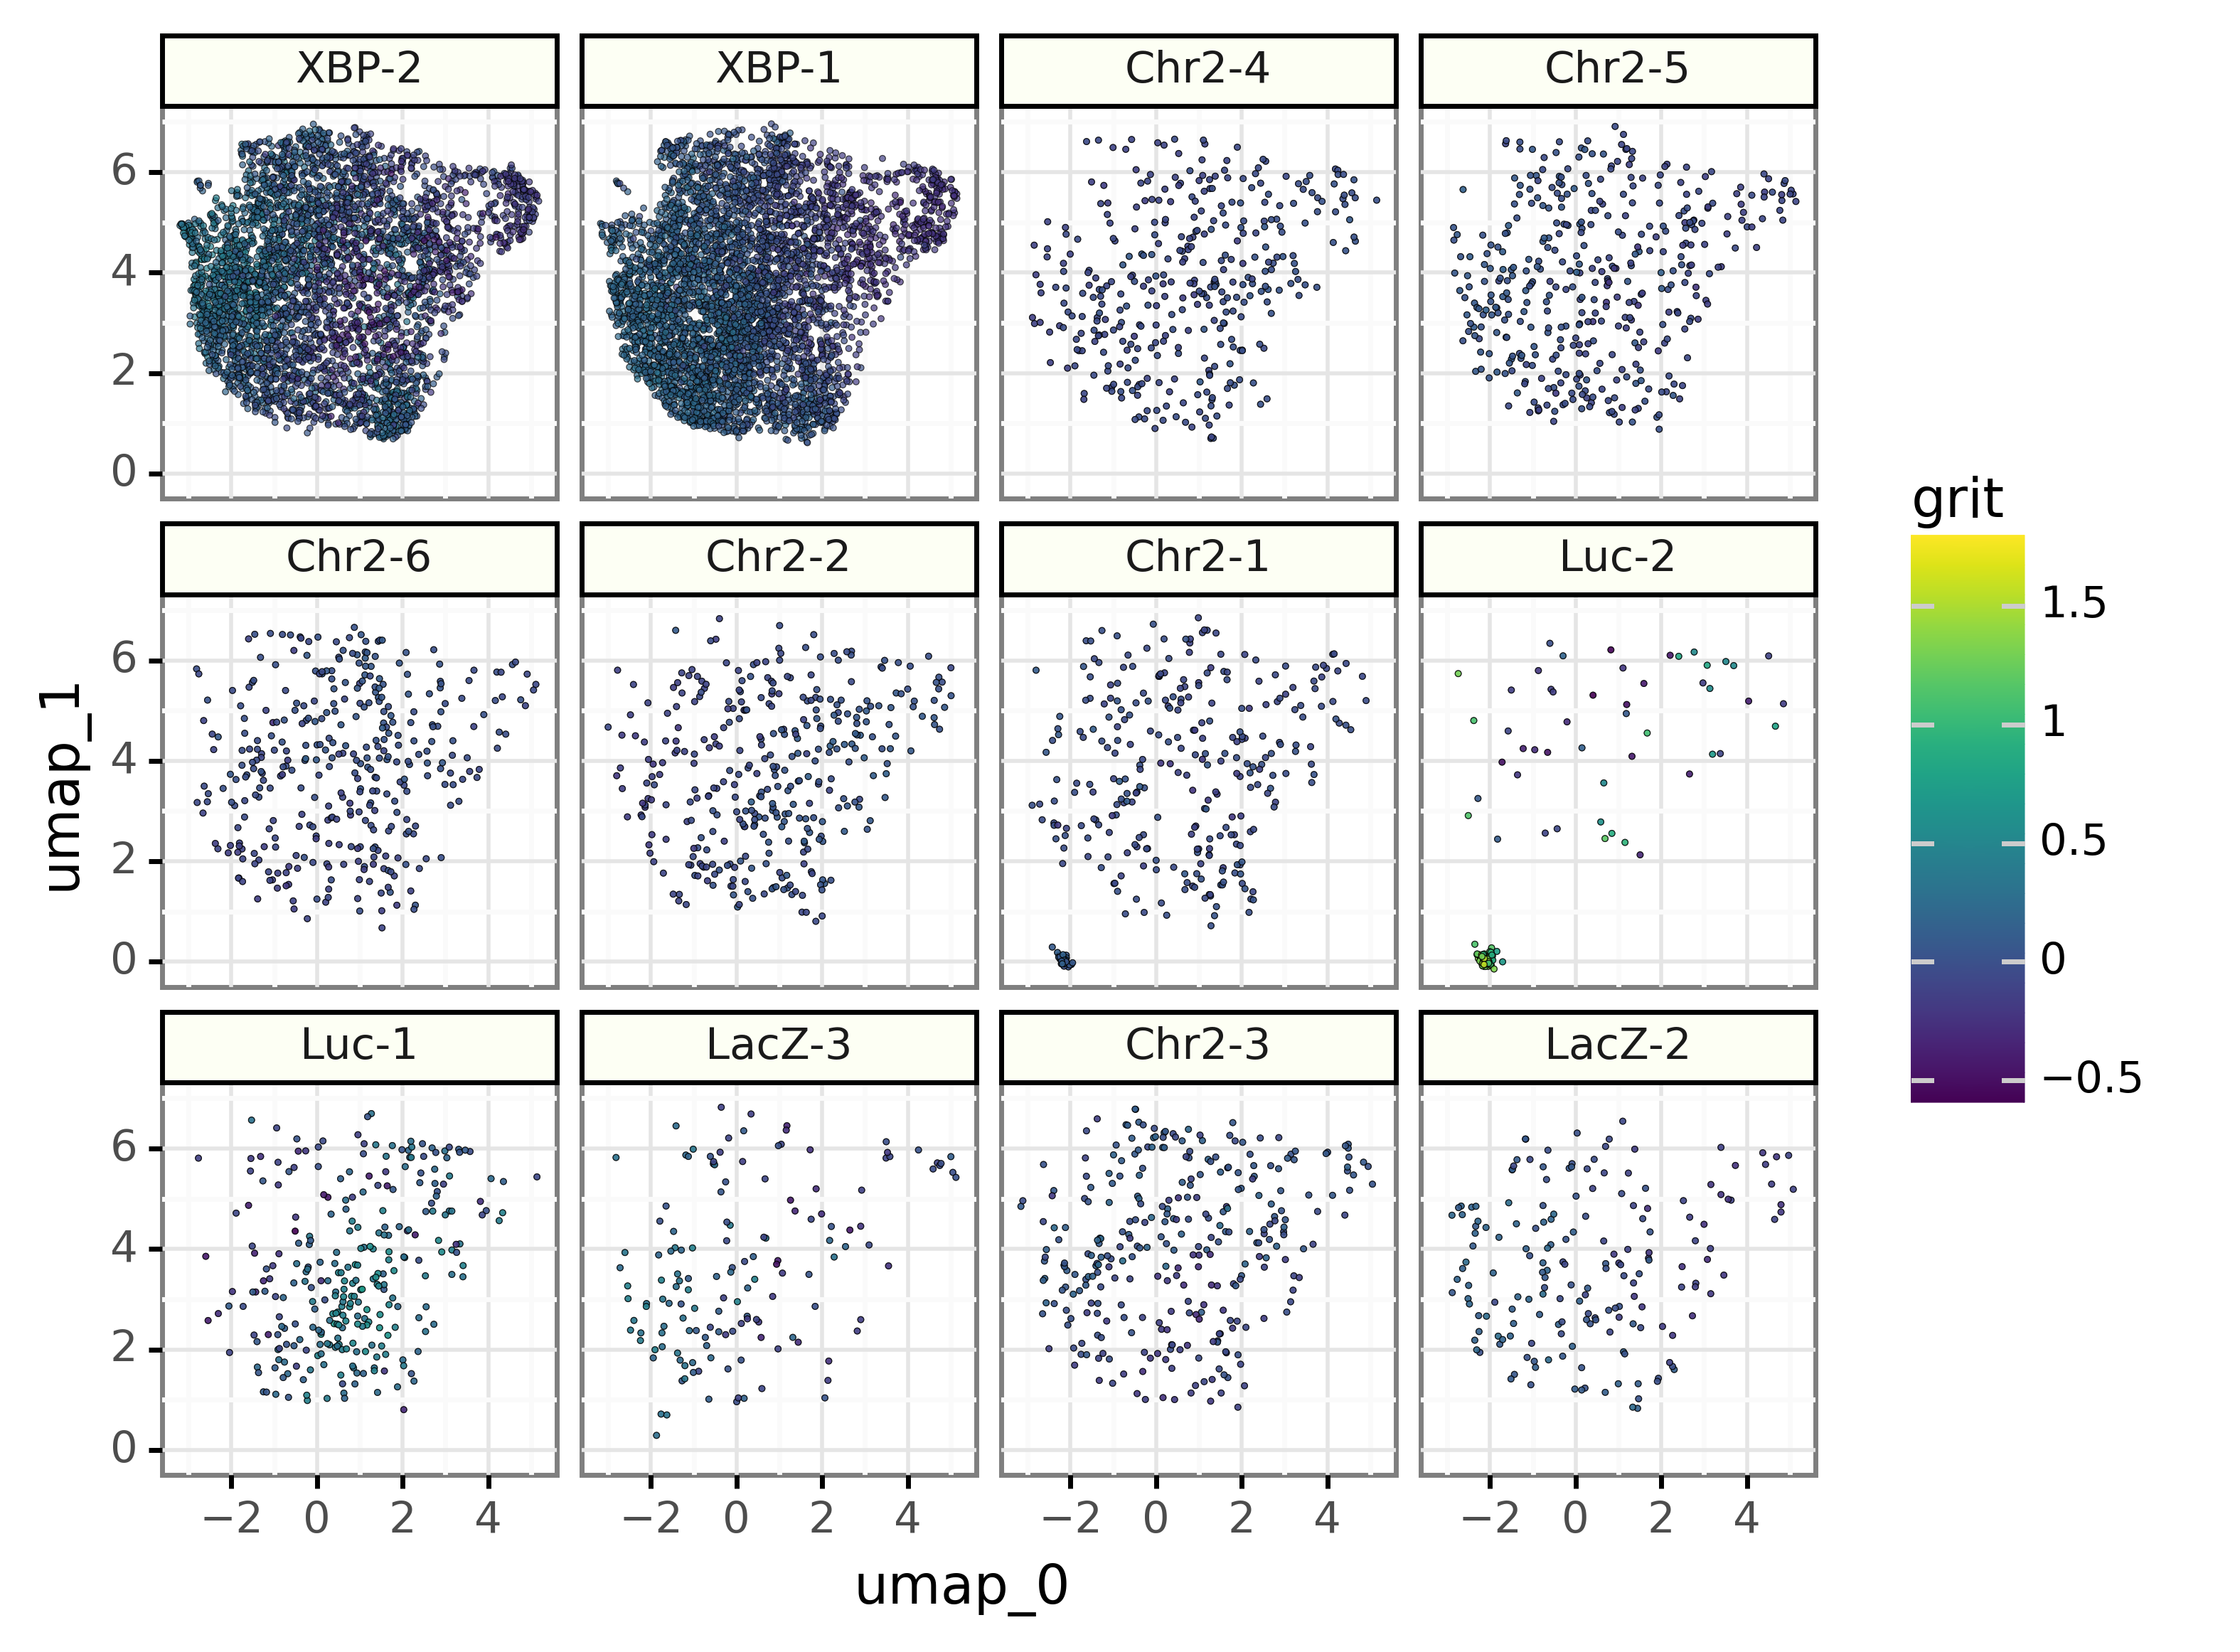 XBP-2 XBP-1 Chr2-4 Chr2-5
6
4
2
0
Chr2-6 Chr2-2 Chr2-1 Luc-2
6
4
2
0
Luc-1 LacZ-3 Chr2-3 LacZ-2
6
4
2
0
−2 0 2 4 −2 0 2 4 −2 0 2 4 −2 0 2 4
umap_0
umap_1
grit
1.5
1
0.5
0
−0.5